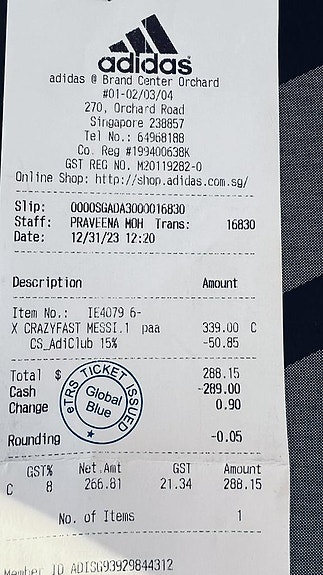 adidas
adidas @ Brand Center Orchard
#01-02/03/04
270, Orchard Road
Singapore 238857
Tel No.: 64968188
Co. Reg #199400638K
GST REG NO. M20119282-0
Online Shop: http://shop.adidas.com.sg/
Slip: 0000SGADA3000016830
Staff: PRAVEENA MOH Trans: 16830
Date: 12/31/23 12:20
Description Amount
Item No.: IE4079 6-
X CRAZYFAST MESSI.1 paa 339.00 C
CS_AdiClub 15% -50.85
Total $ 288.15
Cash -289.00
Change 0.90
eTRS TICKET ISSUED
Global
Blue
Rounding -0.05
GST% Net.Amt GST Amount
C 8 266.81 21.34 288.15
No. of Items 1
Member ID ADISG93929844312